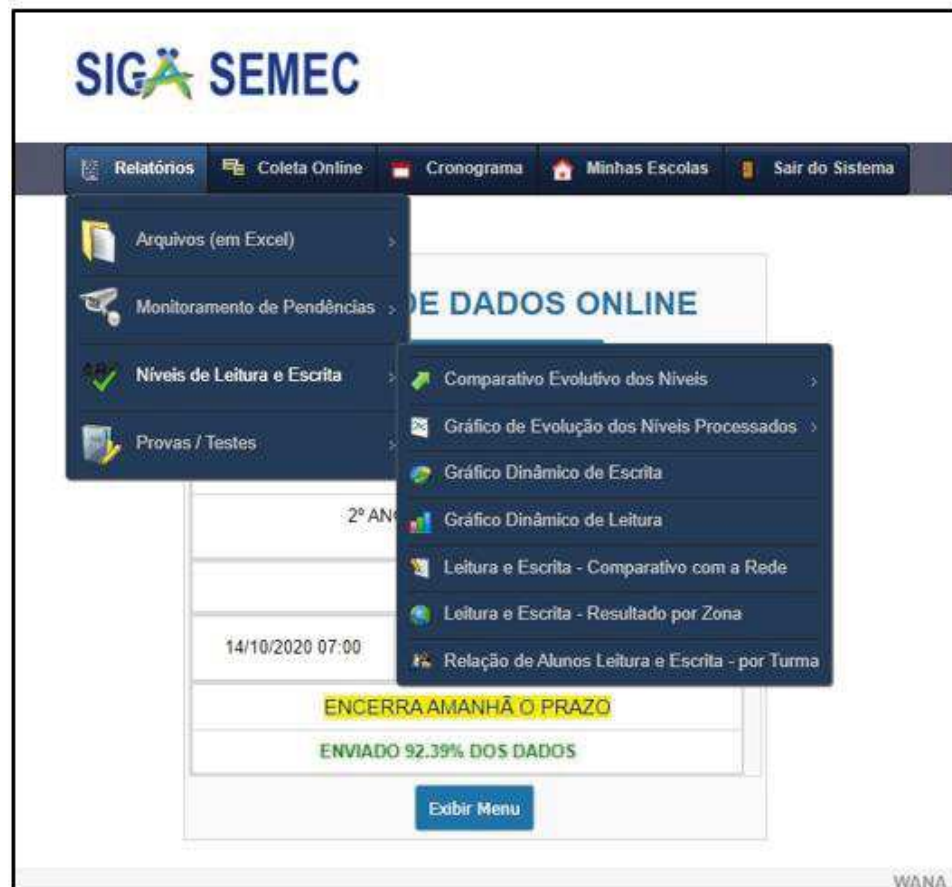 SIGA SEMEC
Relatórios Coleta Online Cronograma Minhas Escolas Sair do Sistema
Arquivos (em Excel)
Monitoramento de Pendências
DE DADOS ONLINE
Níveis de Leitura e Escrita
Comparativo Evolutivo dos Níveis
Gráfico de Evolução dos Níveis Processados
Provas / Testes
Gráfico Dinâmico de Escrita
2º AN
Gráfico Dinâmico de Leitura
Leitura e Escrita - Comparativo com a Rede
Leitura e Escrita - Resultado por Zona
14/10/2020 07:00
Relação de Alunos Leitura e Escrita - por Turma
ENCERRA AMANHÃ O PRAZO
ENVIADO 92.39% DOS DADOS
Exibir Menu
WANA